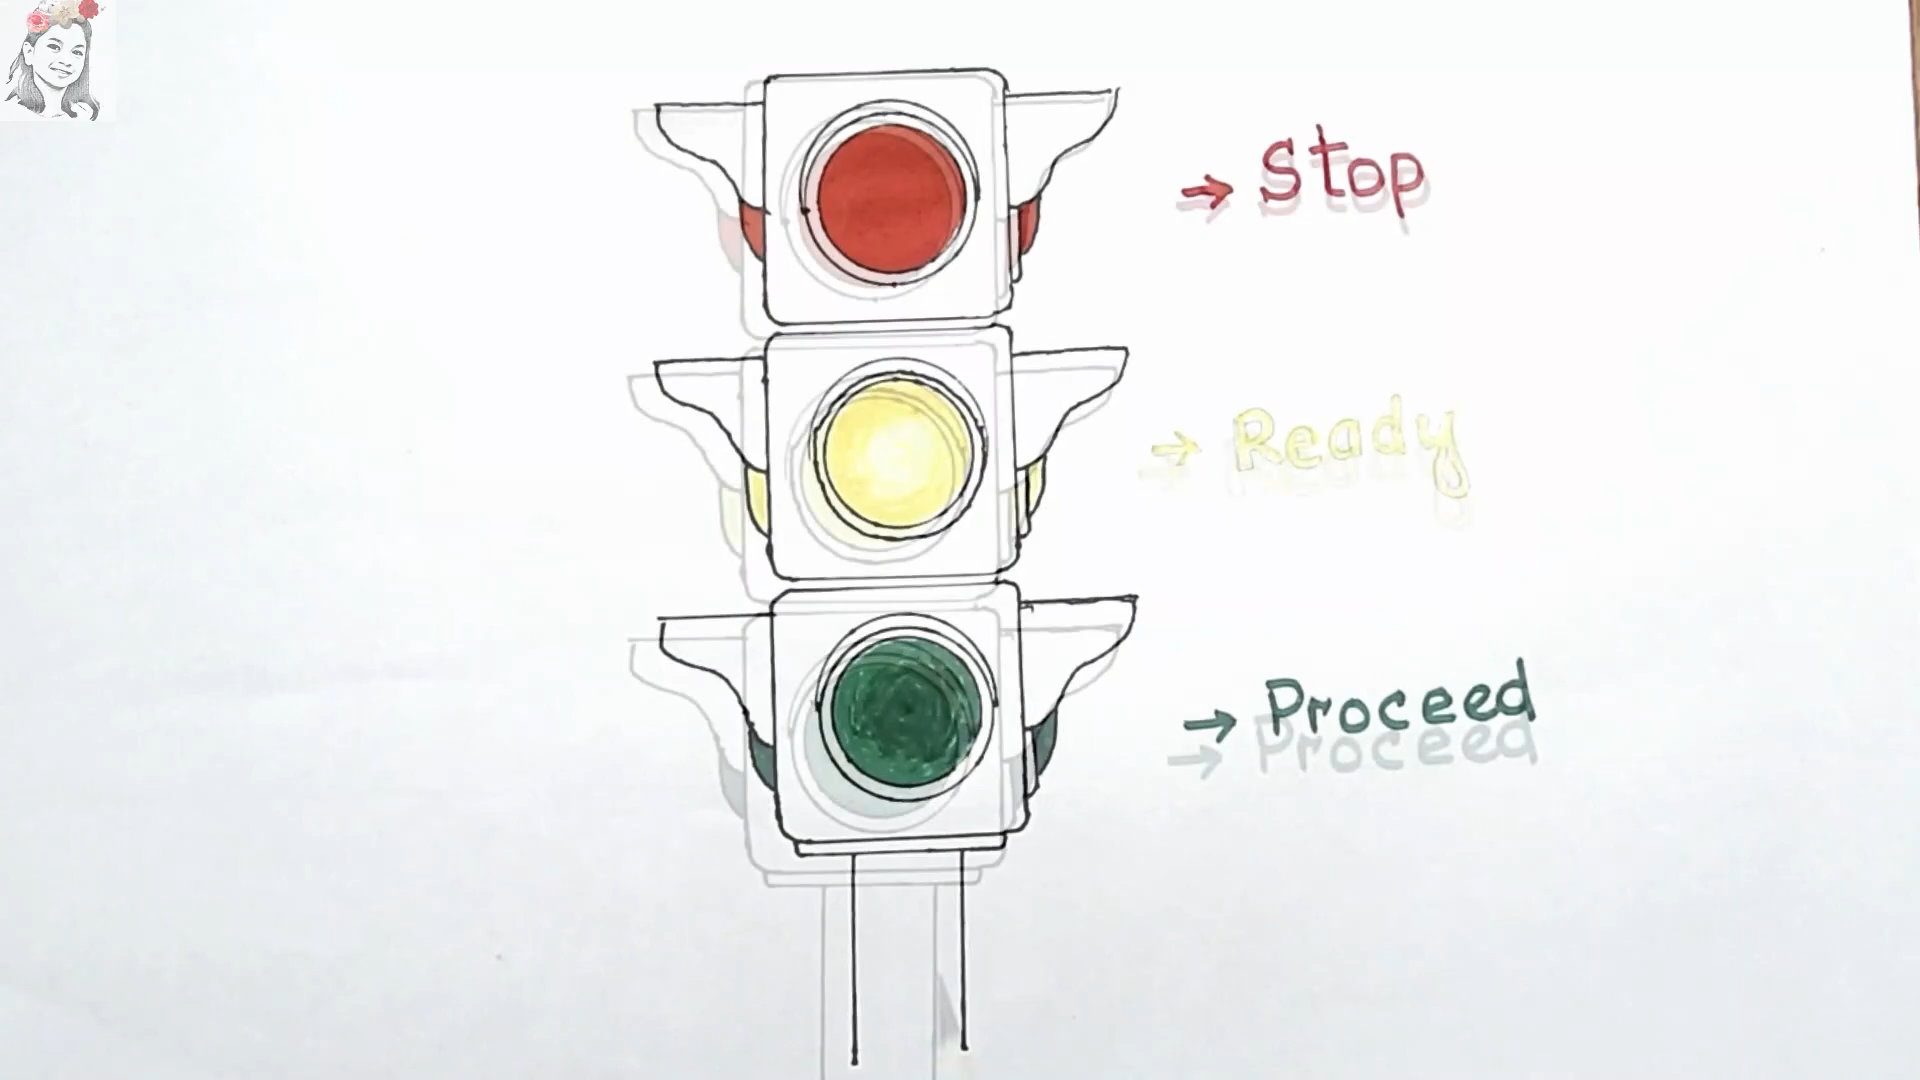 → Stop
→ Ready
→ Proceed